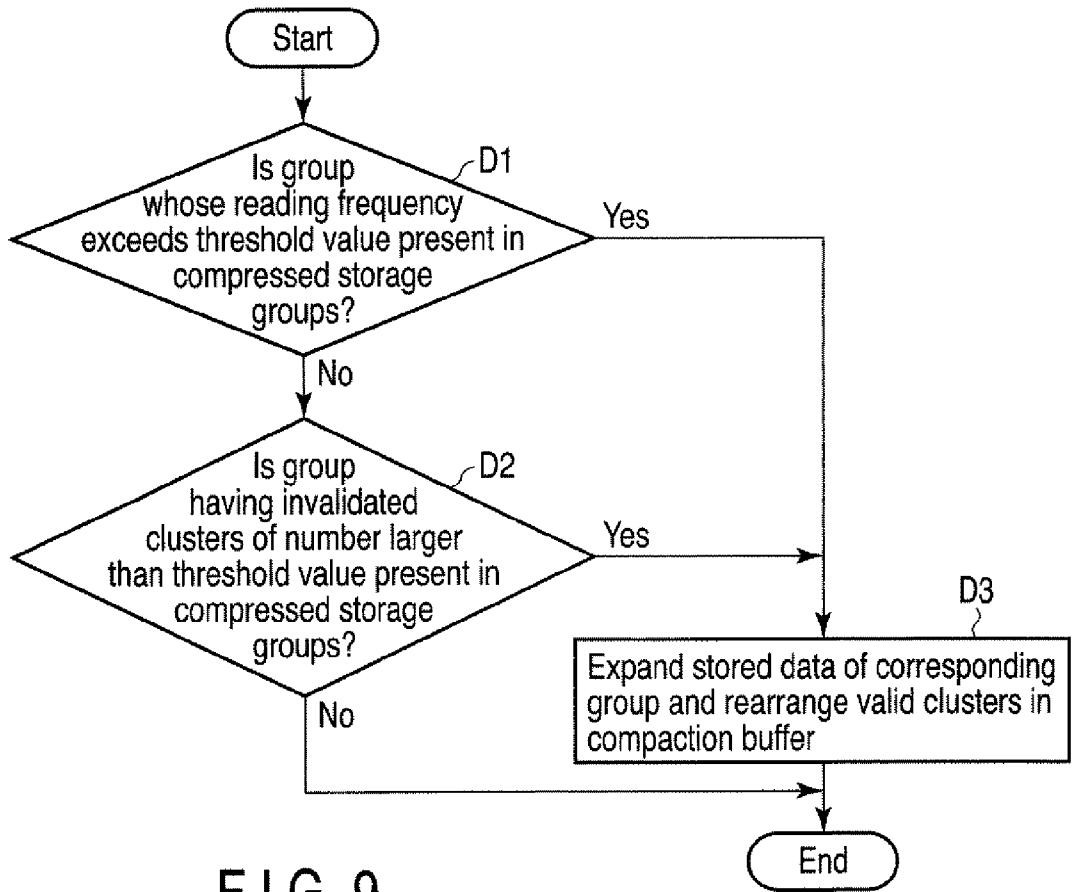 Start
D1
Is group
whose reading frequency
exceeds threshold value present in
compressed storage
groups?
Yes
No
D2
Is group
having invalidated
clusters of number larger
than threshold value present in
compressed storage
groups?
Yes
No
D3
Expand stored data of corresponding
group and rearrange valid clusters in
compaction buffer
End
FIG. 9